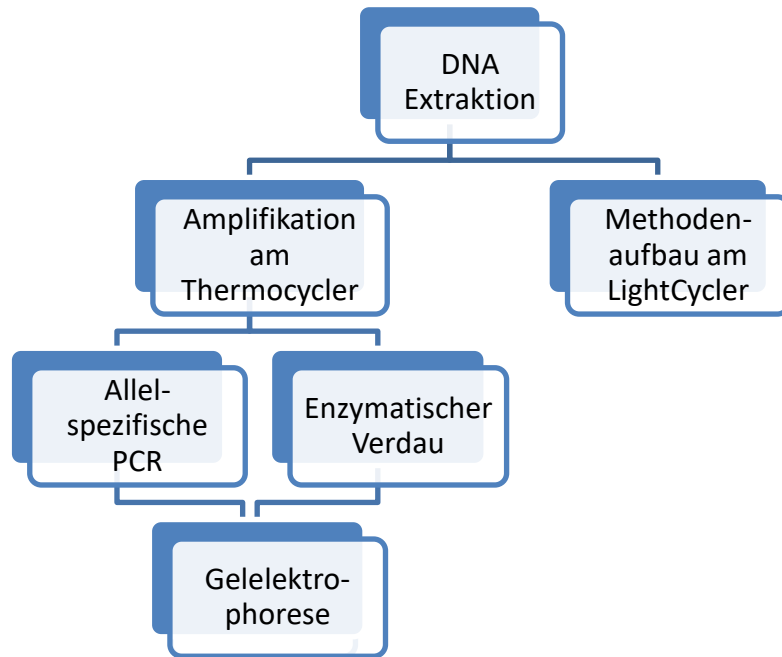 DNA
Extraktion
Amplifikation
am
Thermocycler
Methoden-
aufbau am
LightCycler
Allel-
spezifische
PCR
Enzymatischer
Verdau
Gelelektro-
phorese